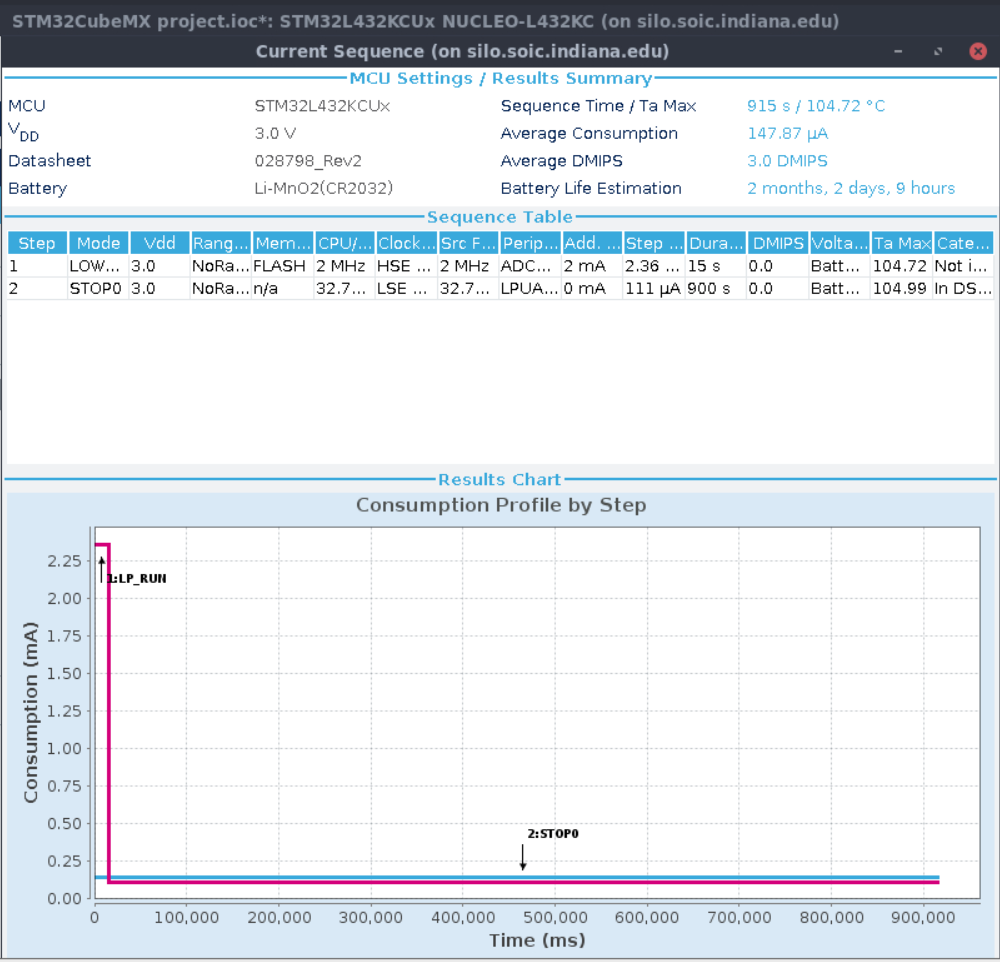 STM32CubeMX project.ioc*: STM32L432KCUx NUCLEO-L432KC (on silo.soic.indiana.edu)
Current Sequence (on silo.soic.indiana.edu)
MCU Settings / Results Summary
MCU STM32L432KCUx Sequence Time / Ta Max 915 s / 104.72 °C
VDD 3.0 V Average Consumption 147.87 µA
Datasheet 028798_Rev2 Average DMIPS 3.0 DMIPS
Battery Li-MnO2(CR2032) Battery Life Estimation 2 months, 2 days, 9 hours
Sequence Table
Step Mode Vdd Rang... Mem... CPU/... Clock... Src F... Perip... Add. ... Step ... Dura... DMIPS Volta... Ta Max Cate...
1 LOW... 3.0 NoRa... FLASH 2 MHz HSE ... 2 MHz ADC... 2 mA 2.36 ... 15 s 0.0 Batt... 104.72 Not i...
2 STOP0 3.0 NoRa... n/a 32.7... LSE ... 32.7... LPUA... 0 mA 111 µA 900 s 0.0 Batt... 104.99 In DS...
Results Chart
Consumption Profile by Step
Consumption (mA)
2.25
2.00
1.75
1.50
1.25
1.00
0.75
0.50
0.25
0.00
1:LP_RUN
2:STOP0
0 100,000 200,000 300,000 400,000 500,000 600,000 700,000 800,000 900,000
Time (ms)